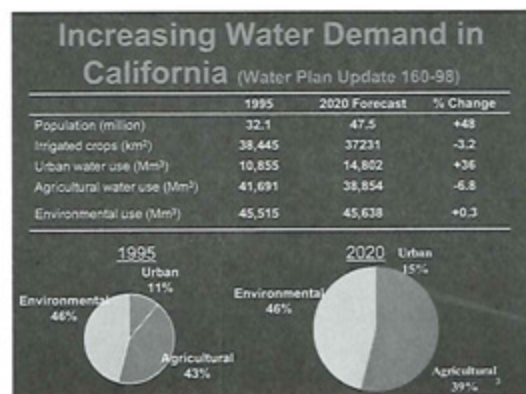 Increasing Water Demand in
California (Water Plan Update 160-98)
1995 2020 Forecast % Change
Population (million) 32.1 47.5 +48
Irrigated crops (km²) 38,445 37231 -3.2
Urban water use (Mm³) 10,855 14,802 +36
Agricultural water use (Mm³) 41,691 38,854 -6.8
Environmental use (Mm³) 45,515 45,638 +0.3
1995
Urban
11%
Environmental
46%
Agricultural
43%
2020
Urban
15%
Environmental
46%
Agricultural
39%
3